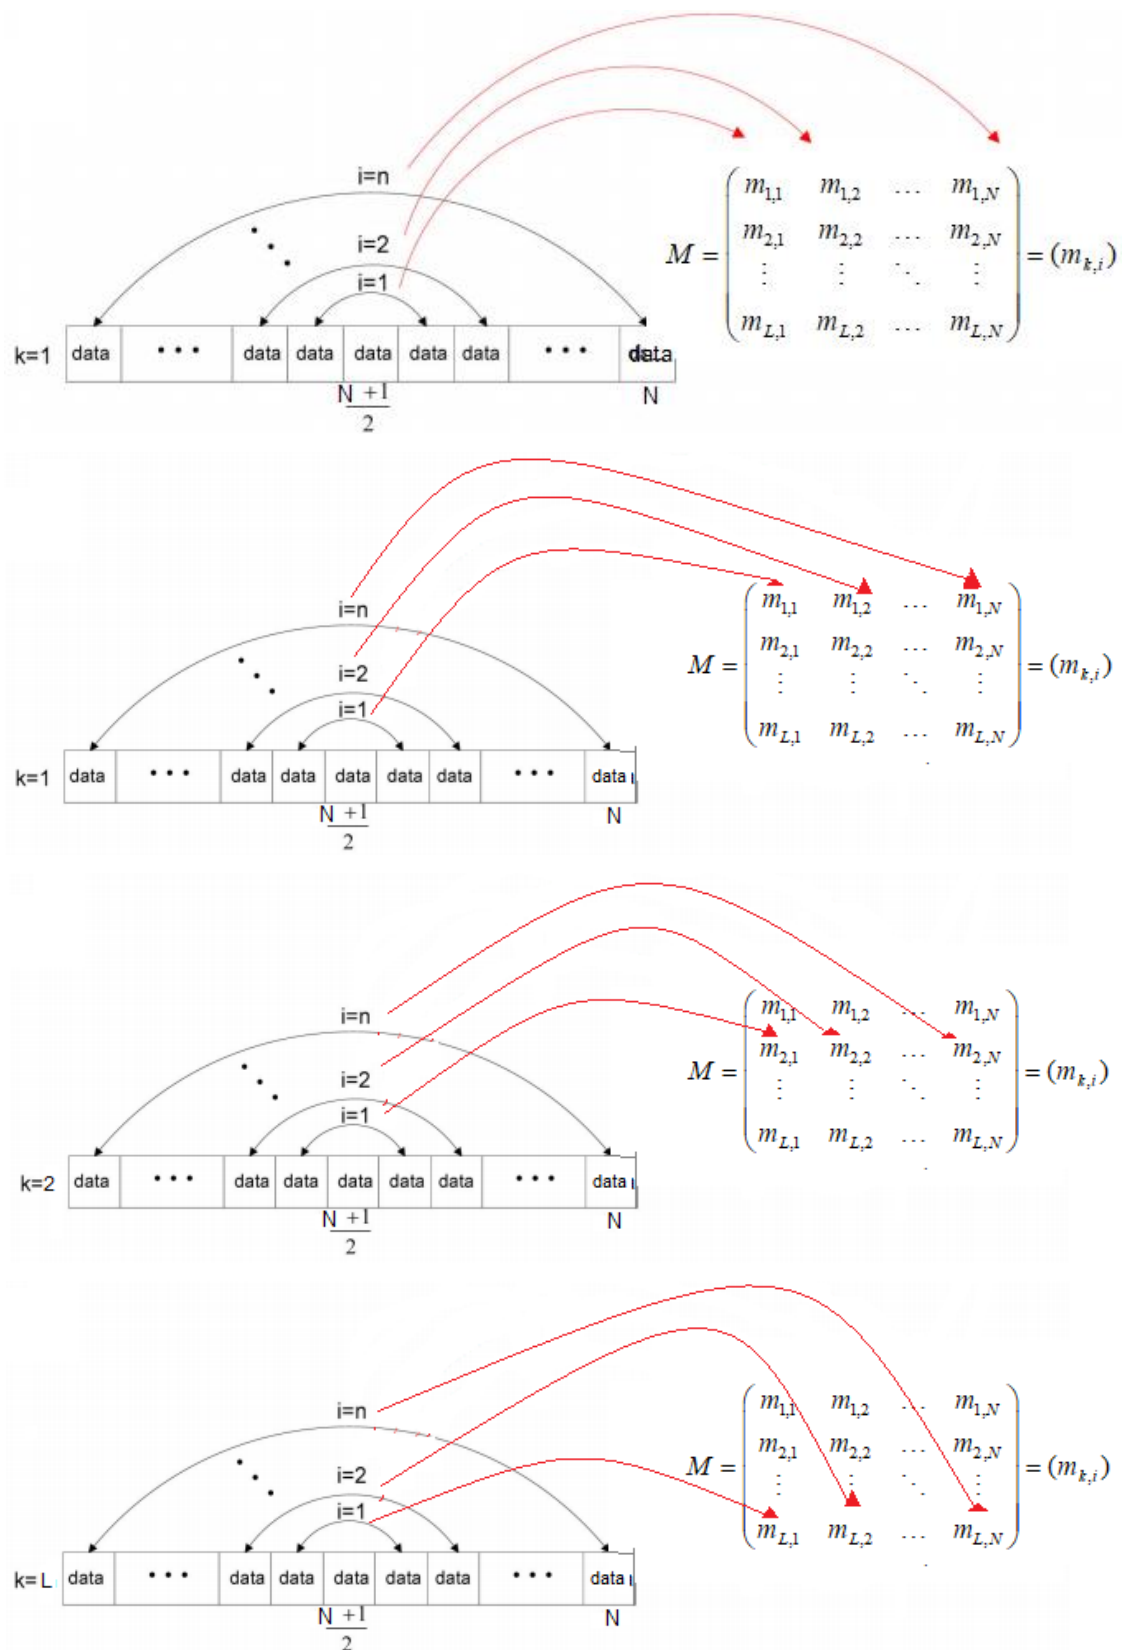 i=n
i=2
i=1
k=1 data • • • data data data data data • • • data
N +1
2
N
M = ( m1,1 m1,2 … m1,N
m2,1 m2,2 … m2,N
⋮ ⋮ ⋱ ⋮
mL,1 mL,2 … mL,N ) = (mk,i)
i=n
i=2
i=1
k=1 data • • • data data data data data • • • data
N +1
2
N
M = ( m1,1 m1,2 … m1,N
m2,1 m2,2 … m2,N
⋮ ⋮ ⋱ ⋮
mL,1 mL,2 … mL,N ) = (mk,i)
i=n
i=2
i=1
k=2 data • • • data data data data data • • • data
N +1
2
N
M = ( m1,1 m1,2 … m1,N
m2,1 m2,2 … m2,N
⋮ ⋮ ⋱ ⋮
mL,1 mL,2 … mL,N ) = (mk,i)
i=n
i=2
i=1
k=L data • • • data data data data data • • • data
N +1
2
N
M = ( m1,1 m1,2 … m1,N
m2,1 m2,2 … m2,N
⋮ ⋮ ⋱ ⋮
mL,1 mL,2 … mL,N ) = (mk,i)